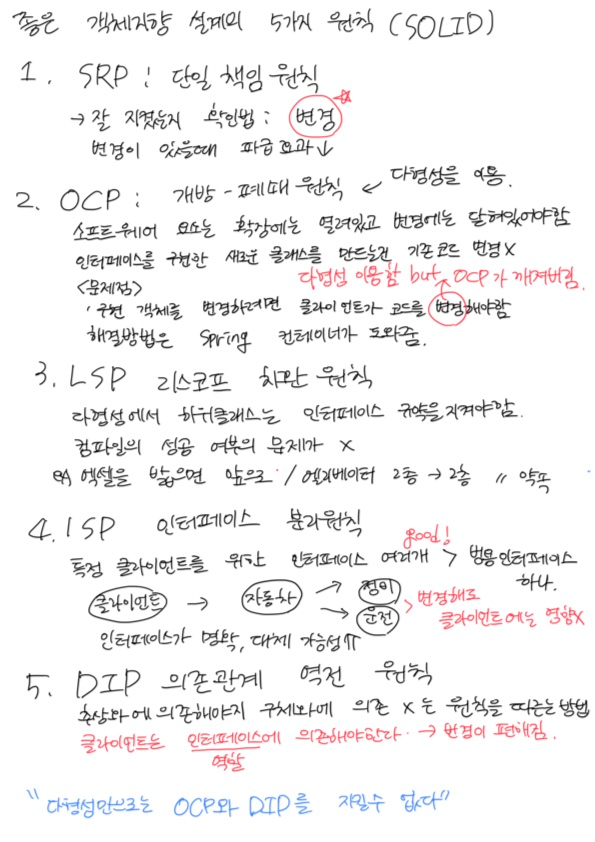 좋은 객체지향 설계의 5가지 원칙 (SOLID)
1. SRP : 단일 책임 원칙
→ 잘 지켰는지 확인법 : 변경
변경이 있을때 파급효과↓
2. OCP : 개방 - 폐쇄 원칙 ← 다형성을 이용.
소프트웨어 요소는 확장에는 열려있고 변경에는 닫혀있어야함
인터페이스를 구현한 새로운 클래스를 만드는건 기존코드 변경 X
<문제점> 다형성 이용함 but, OCP가 깨져버림.
구현 객체를 변경하려면 클라이언트가 코드를 변경해야함
해결방법은 Spring 컨테이너가 도와줌.
3. LSP 리스코프 치환 원칙
다형성에서 하위클래스는 인터페이스 규약을 지켜야함.
컴파일의 성공 여부의 문제가 X
ex) 엑셀을 밟으면 앞으로 / 엘리베이터 2층 → 2층 〃 약속
4. ISP 인터페이스 분리원칙
good!
특정 클라이언트를 위한 인터페이스 여러개 > 범용인터페이스 하나.
클라이언트 → 자동차 → 정비
→ 운전 > 변경해도
클라이언트에는 영향X
인터페이스가 명확, 대체 가능성⇈
5. DIP 의존관계 역전 원칙
추상화에 의존해야지 구체화에 의존 X 는 원칙을 따르는 방법
클라이언트는 인터페이스에 의존해야한다. → 변경이 편해짐.
역할
"다형성만으로는 OCP와 DIP를 지킬수 없다"